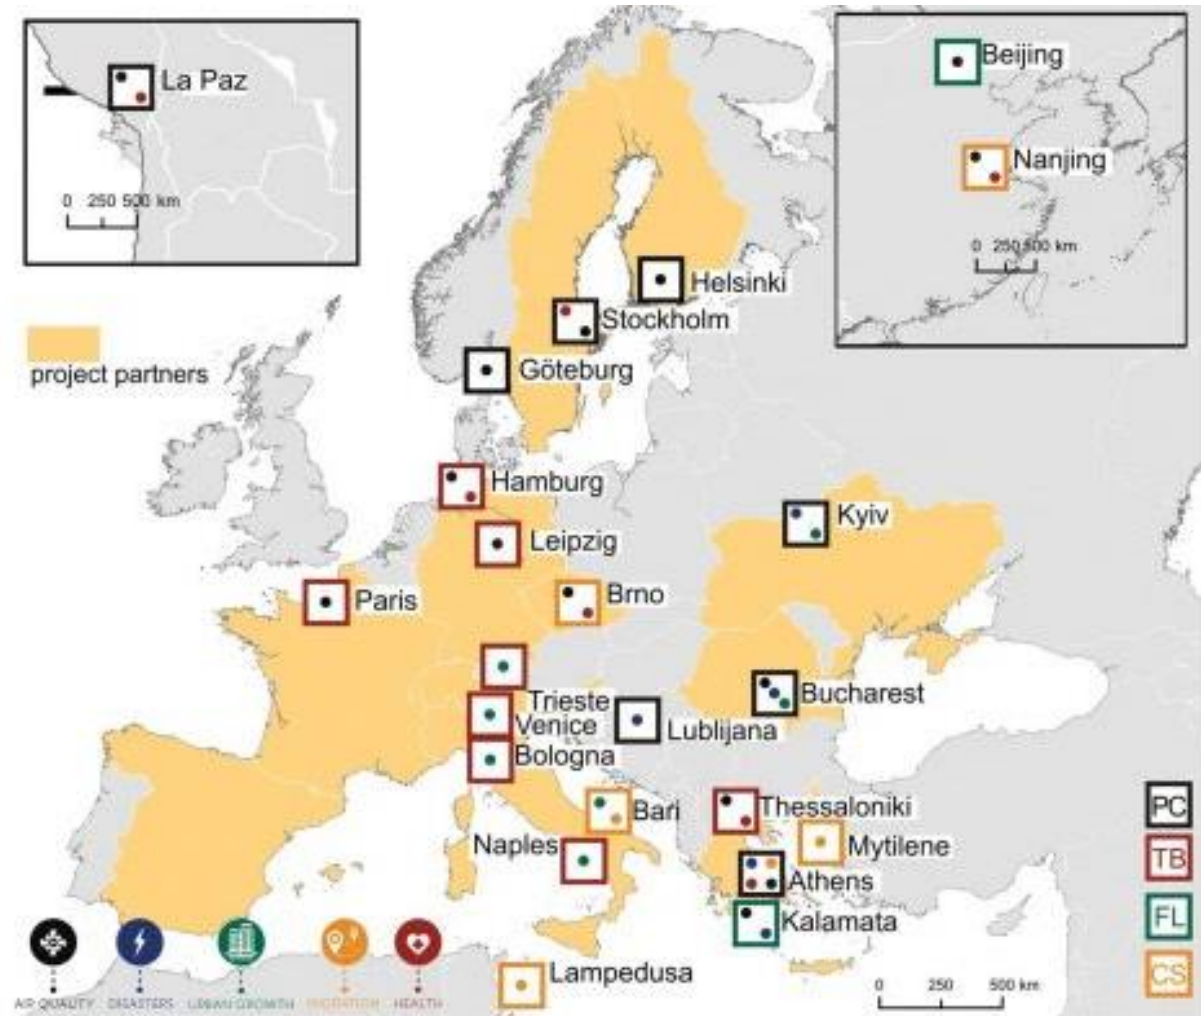 La Paz
0 250 500 km
Beijing
Nanjing
0 250 500 km
project partners
Helsinki
Stockholm
Göteburg
Hamburg
Leipzig
Paris
Brno
Kyiv
Trieste
Venice
Bologna
Lublijana
Bucharest
Bari
Naples
Thessaloniki
Mytilene
Athens
Kalamata
Lampedusa
PC
TB
FL
CS
AIR QUALITY
DISASTERS
URBAN GROWTH
MIGRATION
HEALTH
0 250 500 km